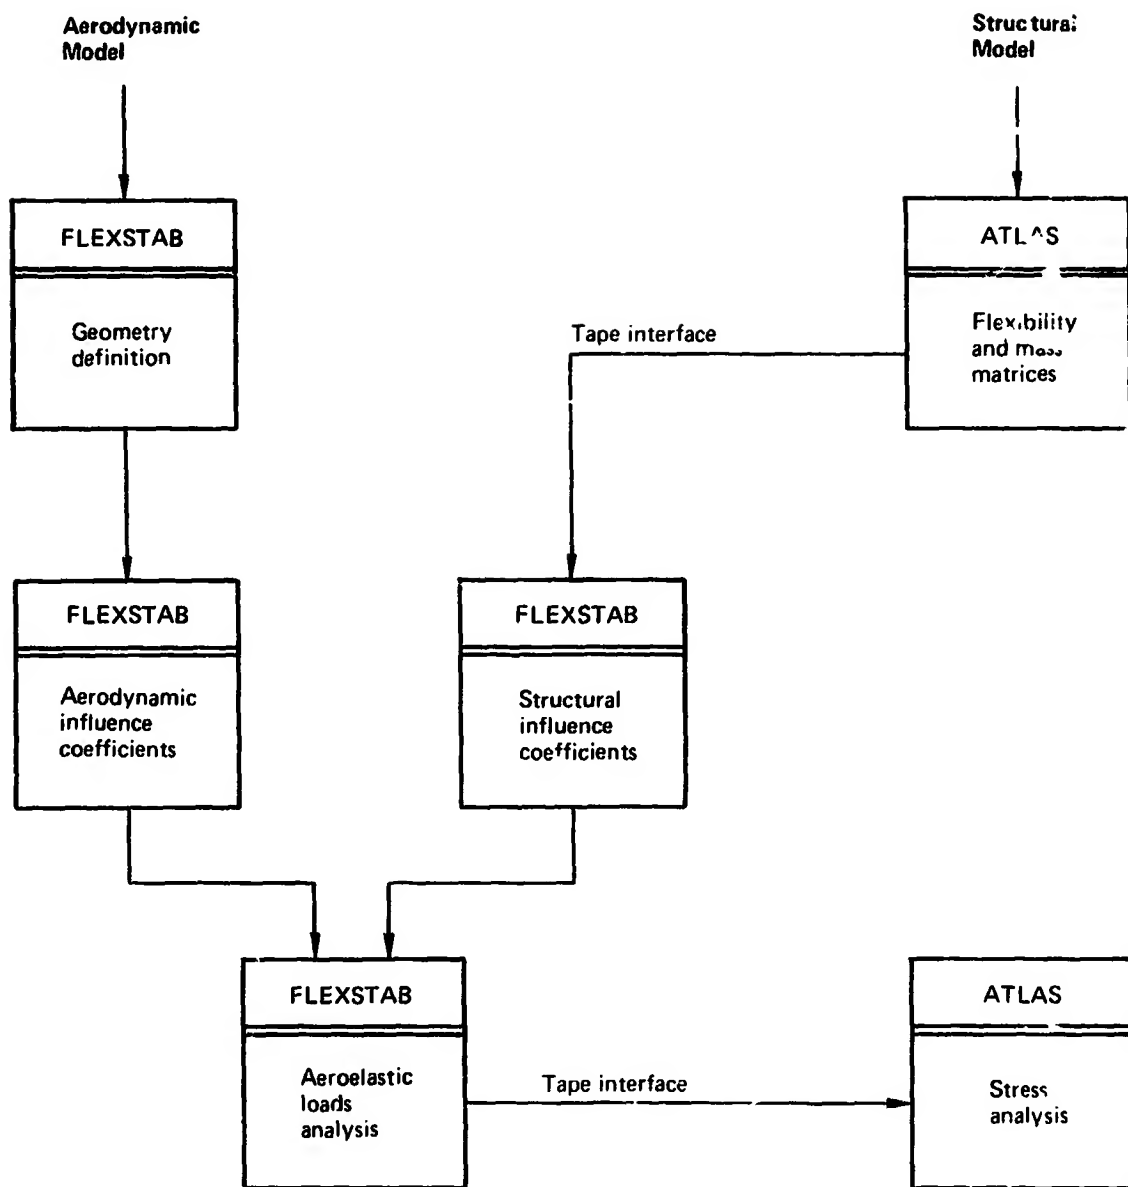 Aerodynamic
Model
Structural
Model
FLEXSTAB
Geometry
definition
ATL^S
Flexibility
and mass
matrices
Tape interface
FLEXSTAB
Aerodynamic
influence
coefficients
FLEXSTAB
Structural
influence
coefficients
FLEXSTAB
Aeroelastic
loads
analysis
Tape interface
ATLAS
Stress
analysis